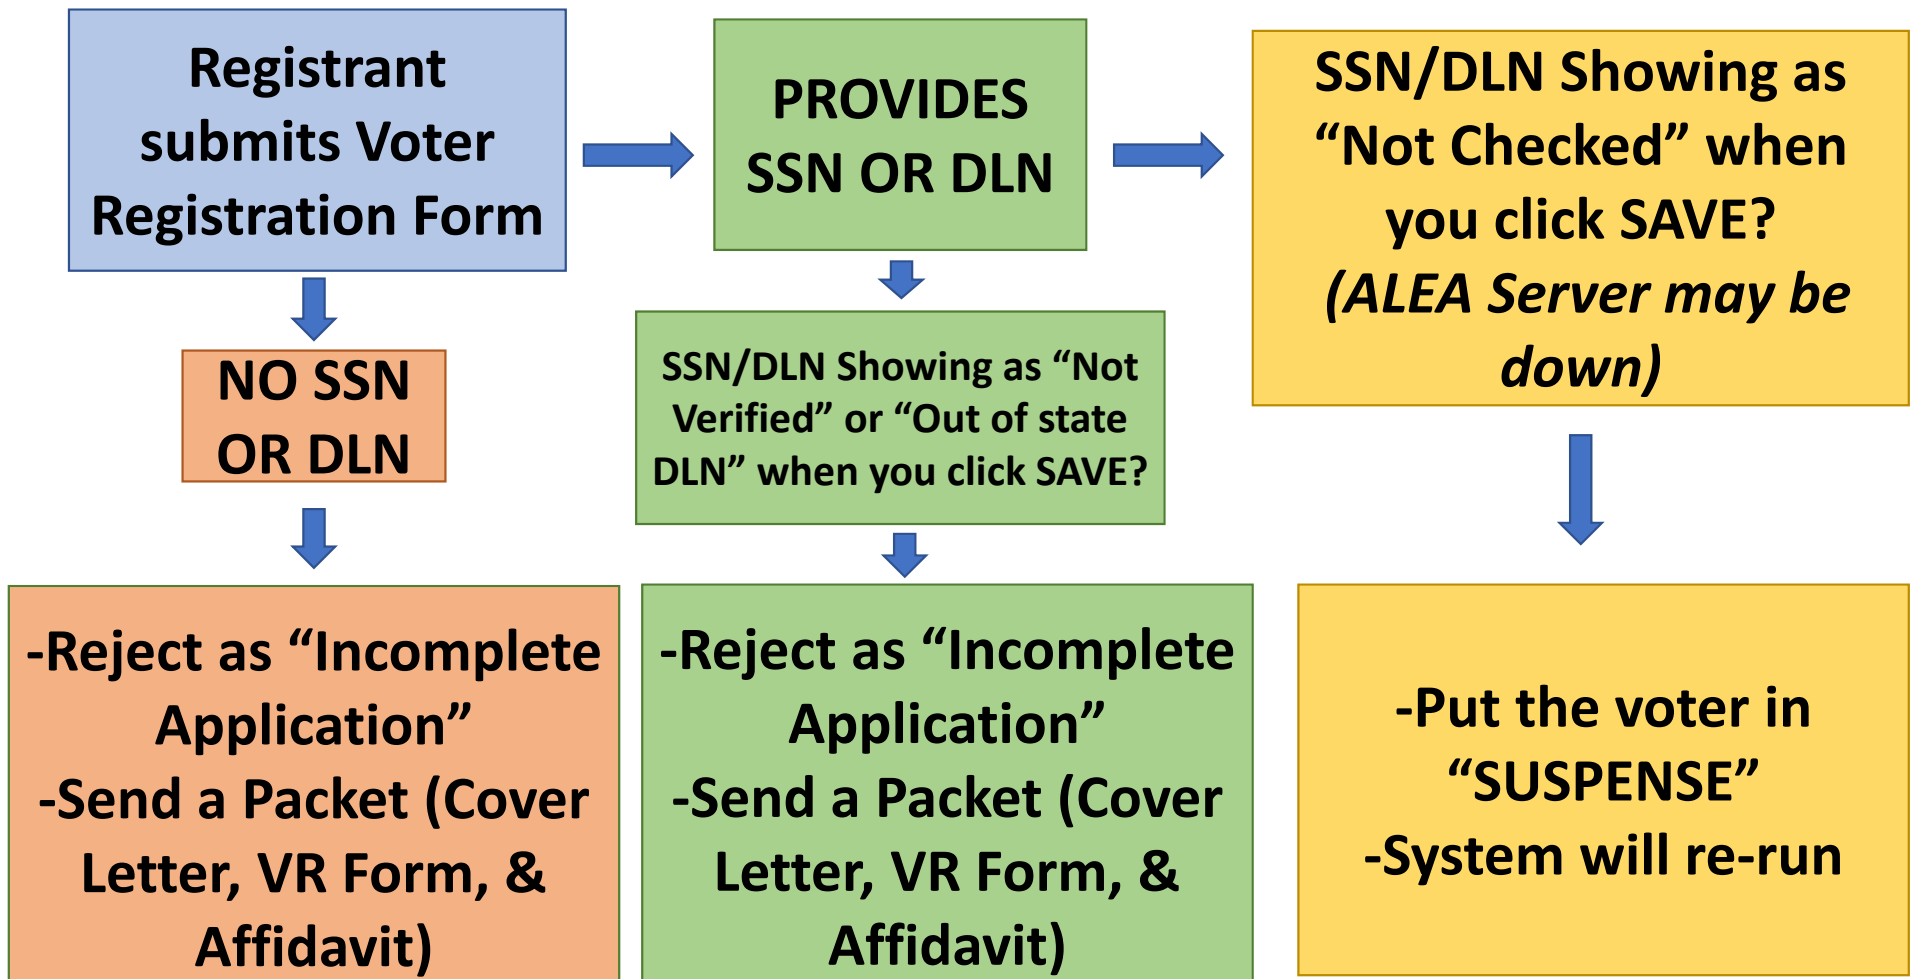 Registrant
submits Voter
Registration Form
PROVIDES
SSN OR DLN
SSN/DLN Showing as
“Not Checked” when
you click SAVE?
(ALEA Server may be
down)
NO SSN
OR DLN
SSN/DLN Showing as “Not
Verified” or “Out of state
DLN” when you click SAVE?
-Reject as “Incomplete
Application”
-Send a Packet (Cover
Letter, VR Form, &
Affidavit)
-Reject as “Incomplete
Application”
-Send a Packet (Cover
Letter, VR Form, &
Affidavit)
-Put the voter in
“SUSPENSE”
-System will re-run